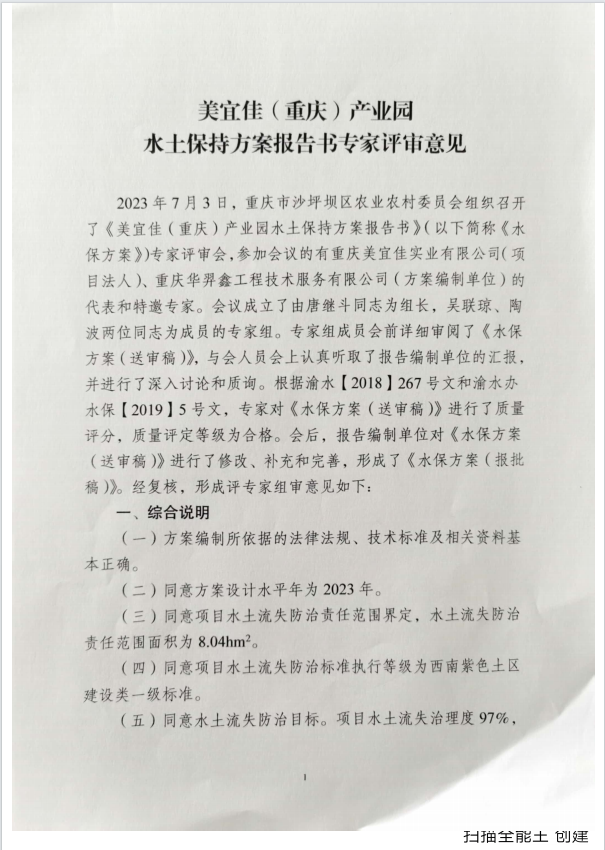 美宜佳（重庆）产业园
水土保持方案报告书专家评审意见
2023 年 7 月 3 日，重庆市沙坪坝区农业农村委员会组织召开
了《美宜佳（重庆）产业园水土保持方案报告书》（以下简称《水
保方案》）专家评审会，参加会议的有重庆美宜佳实业有限公司（项
目法人）、重庆华羿鑫工程技术服务有限公司（方案编制单位）的
代表和特邀专家。会议成立了由唐继斗同志为组长，吴联琼、陶
波两位同志为成员的专家组。专家组成员会前详细审阅了《水保
方案（送审稿）》，与会人员会上认真听取了报告编制单位的汇报，
并进行了深入讨论和质询。根据渝水【2018】267 号文和渝水办
水保【2019】5 号文，专家对《水保方案（送审稿）》进行了质量
评分，质量评定等级为合格。会后，报告编制单位对《水保方案
（送审稿）》进行了修改、补充和完善，形成了《水保方案（报批
稿）》。经复核，形成评专家组审意见如下：
一、综合说明
（一）方案编制所依据的法律法规、技术标准及相关资料基
本正确。
（二）同意方案设计水平年为 2023 年。
（三）同意项目水土流失防治责任范围界定，水土流失防治
责任范围面积为 8.04hm²。
（四）同意项目水土流失防治标准执行等级为西南紫色土区
建设类一级标准。
（五）同意水土流失防治目标。项目水土流失治理度 97%，
1
扫描全能王 创建